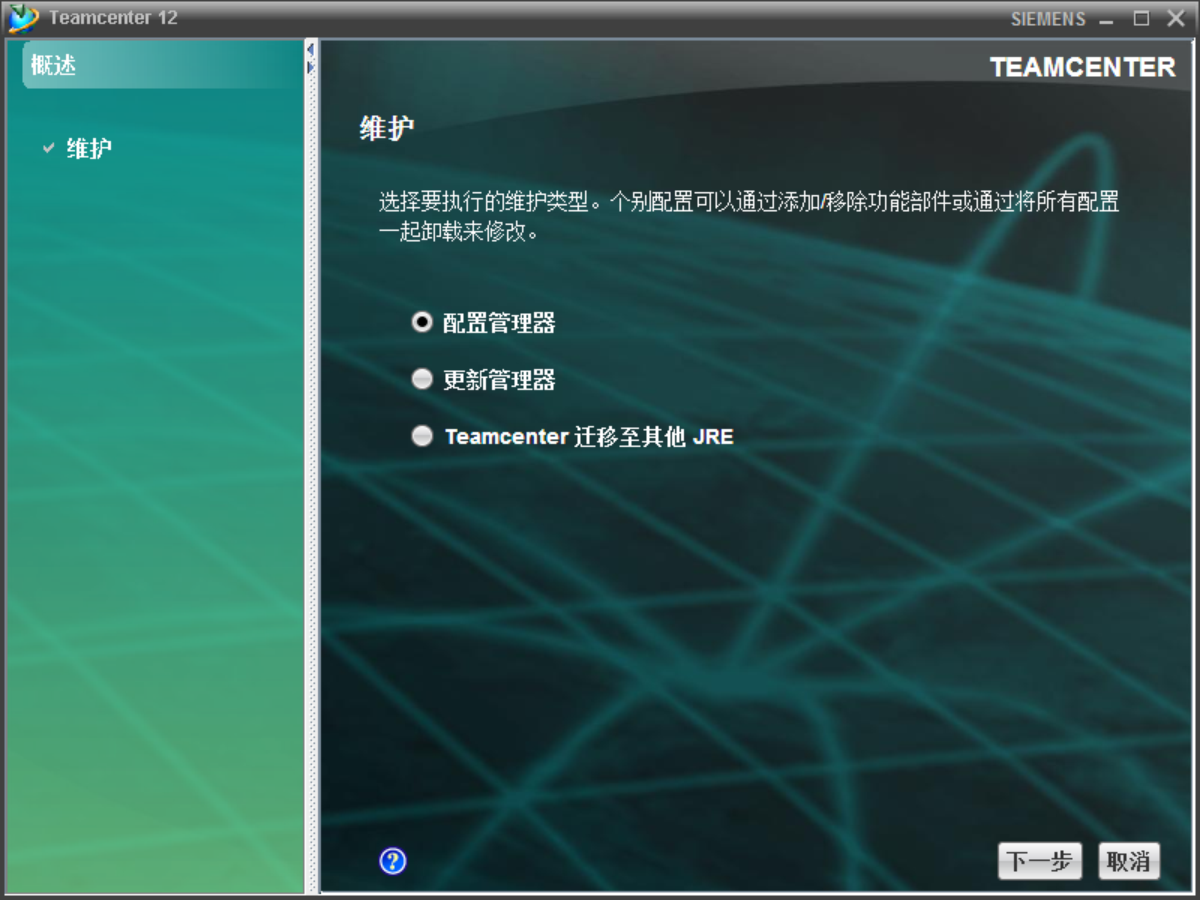 Teamcenter 12
SIEMENS
概述
TEAMCENTER
维护
维护
选择要执行的维护类型。个别配置可以通过添加/移除功能部件或通过将所有配置
一起卸载来修改。
配置管理器
更新管理器
Teamcenter 迁移至其他 JRE
?
下一步
取消